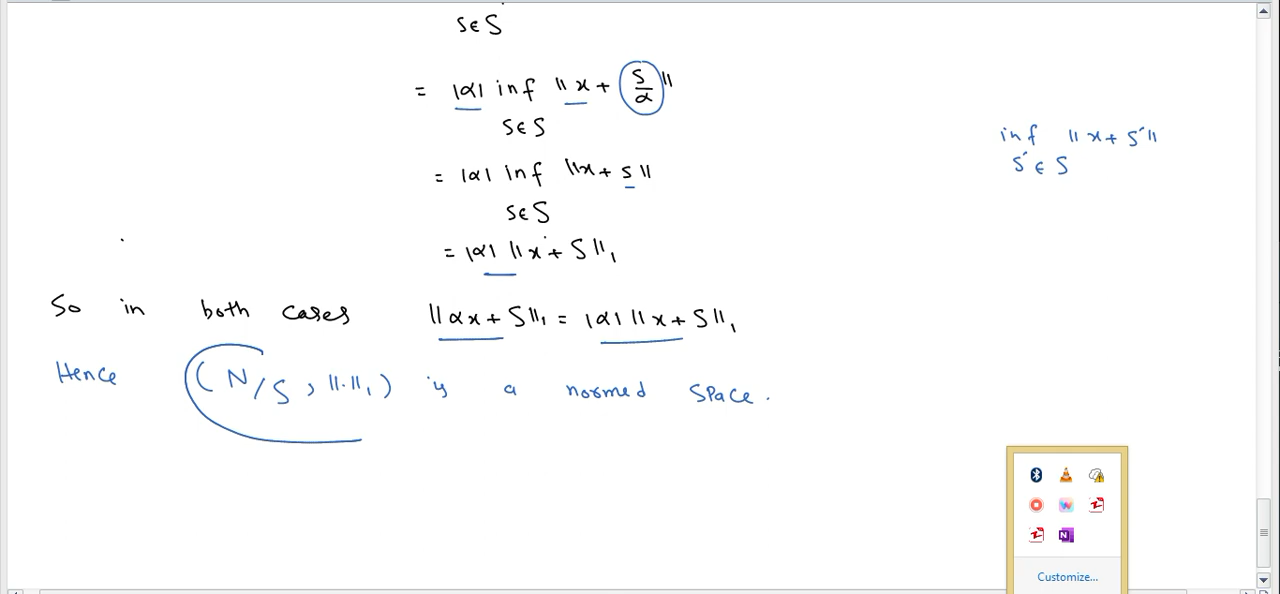 s∈S
= |α| inf ||x + s/α||
s∈S
inf ||x + s'||
s' ∈ S
= |α| inf ||x + s||
s∈S
= |α| ||x + S||₁
So in both cases ||αx + S||₁ = |α| ||x + S||₁
Hence (N/S, ||.||₁) is a normed space.
Customize...